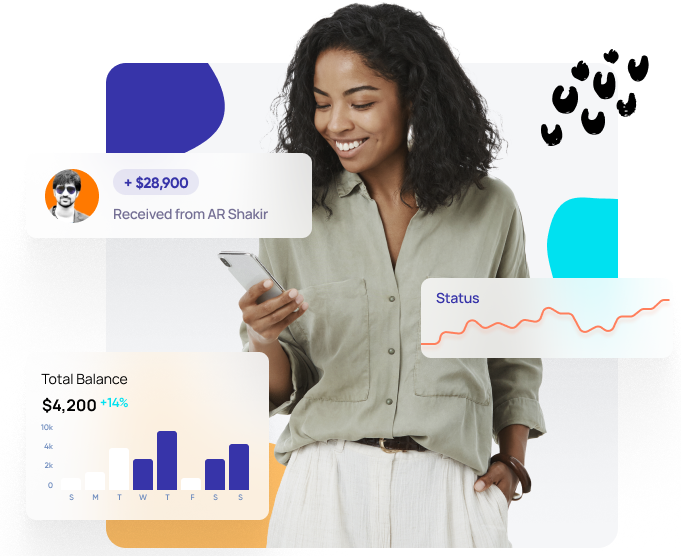 + $28,900
Received from AR Shakir
Status
Total Balance
$4,200 +14%
10k
4k
2k
0
S M T W T F S S